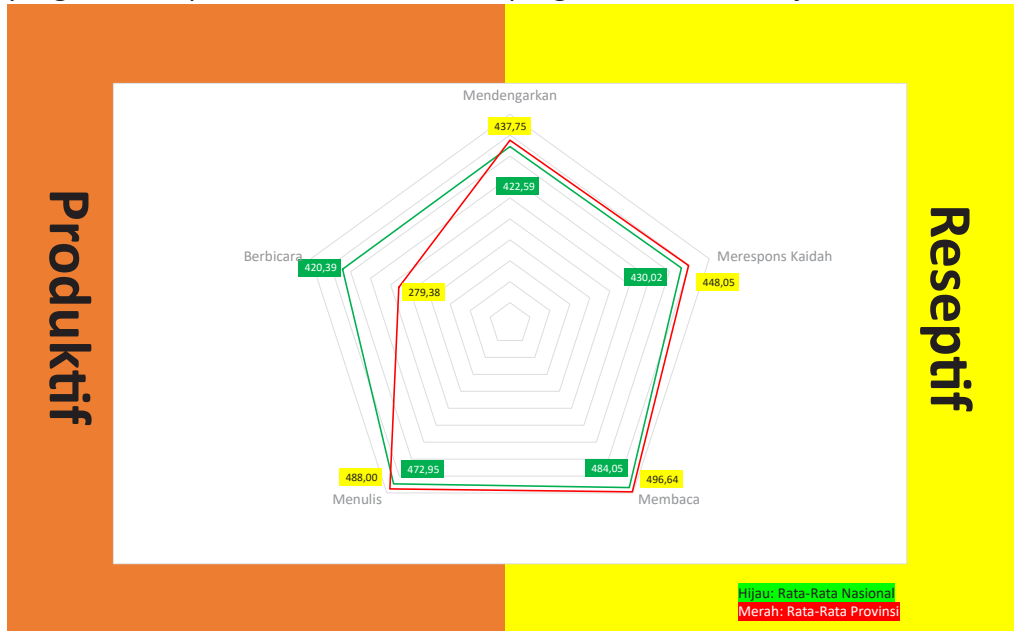 Mendengarkan
437,75
422,59
Produktif
Reseptif
Berbicara
420,39
279,38
Merespons Kaidah
430,02
448,05
Menulis
488,00
472,95
484,05
496,64
Membaca
Hijau: Rata-Rata Nasional
Merah: Rata-Rata Provinsi